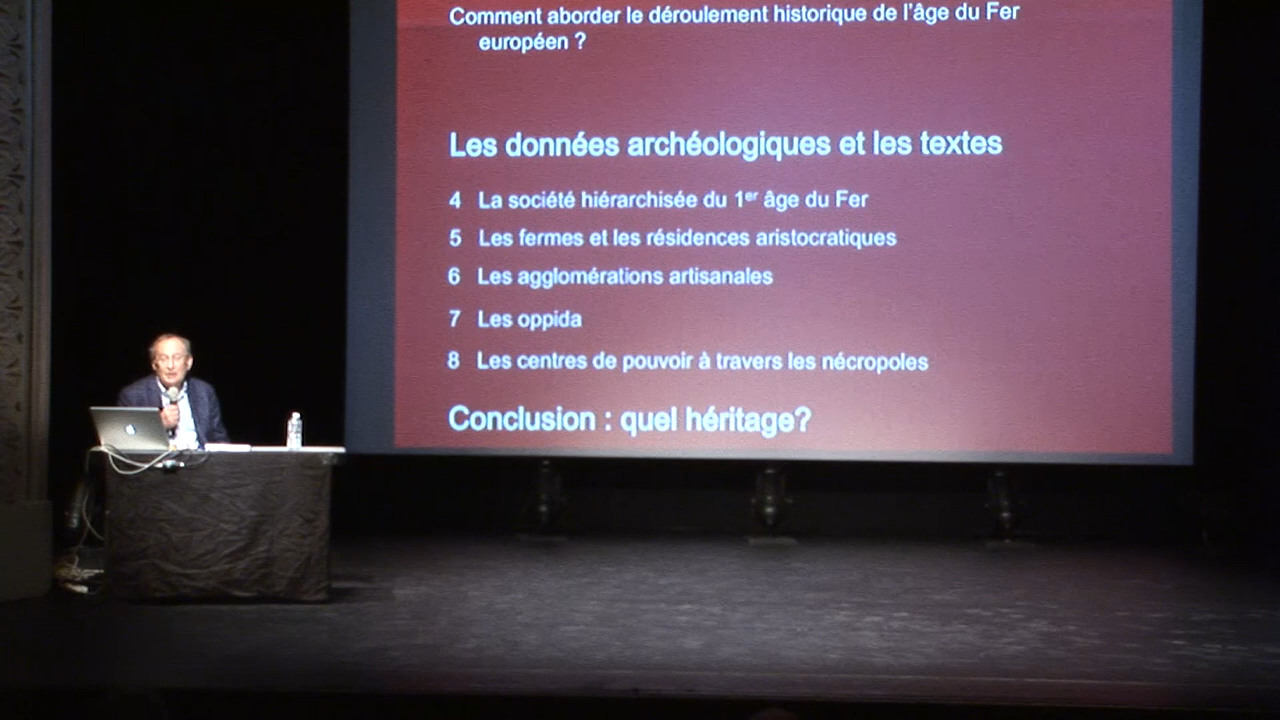 Comment aborder le déroulement historique de l'âge du Fer
européen ?
Les données archéologiques et les textes
4 La société hiérarchisée du 1er âge du Fer
5 Les fermes et les résidences aristocratiques
6 Les agglomérations artisanales
7 Les oppida
8 Les centres de pouvoir à travers les nécropoles
Conclusion : quel héritage?